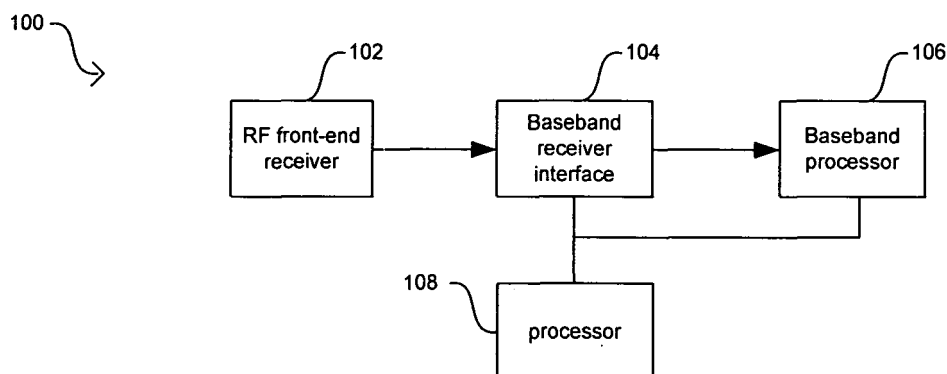 100
102
104
106
RF front-end
receiver
Baseband
receiver
interface
Baseband
processor
108
processor